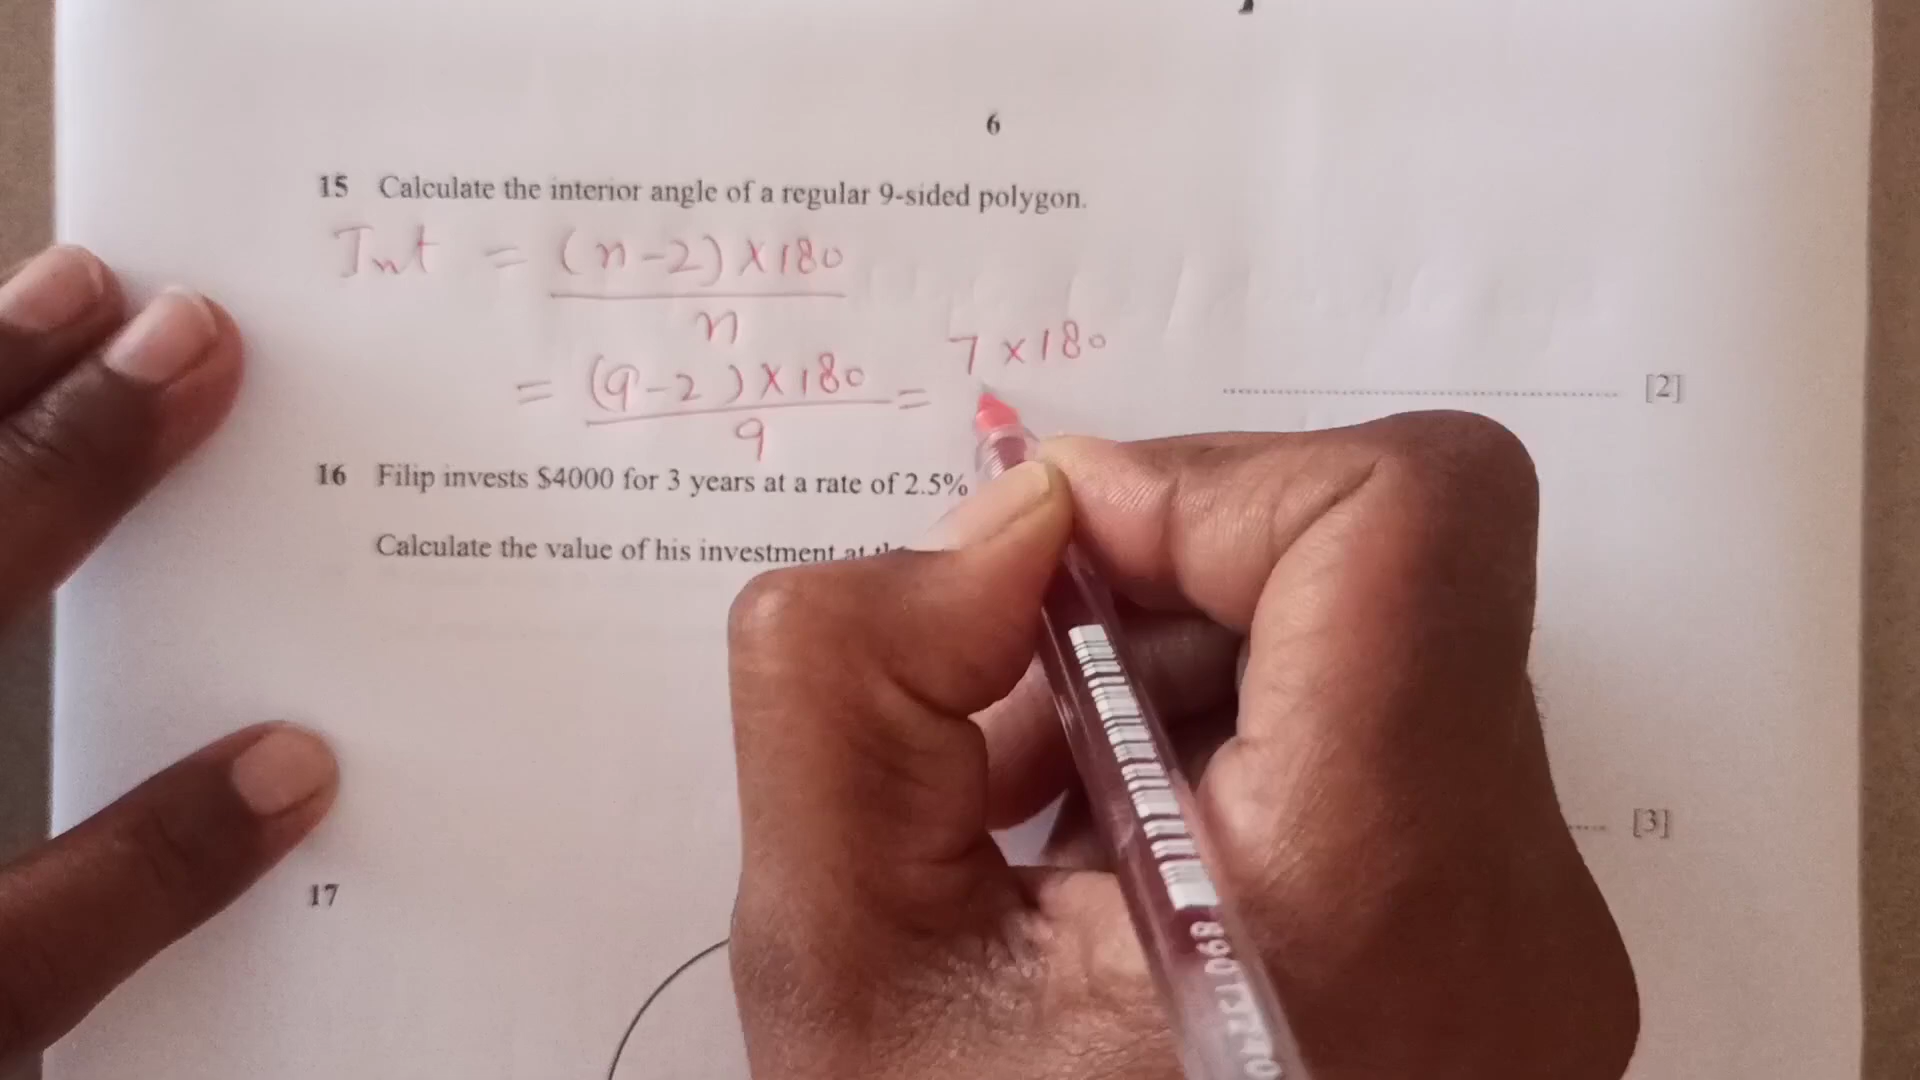 6
15 Calculate the interior angle of a regular 9-sided polygon.
Int = (n-2)×180
n
= (9-2)×180 = 7×180
9
[2]
16 Filip invests $4000 for 3 years at a rate of 2.5%
Calculate the value of his investment at
[3]
17